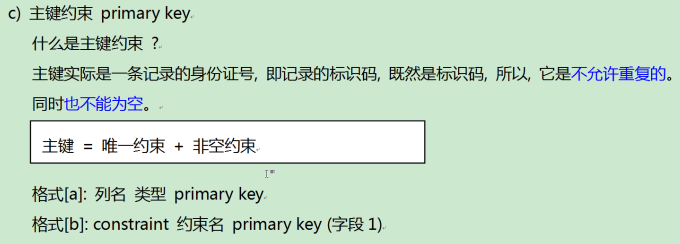 c) 主键约束 primary key
什么是主键约束 ?
主键实际是一条记录的身份证号, 即记录的标识码, 既然是标识码, 所以, 它是不允许重复的。
同时也不能为空。
主键 = 唯一约束 + 非空约束
格式[a]: 列名 类型 primary key
格式[b]: constraint 约束名 primary key (字段1)